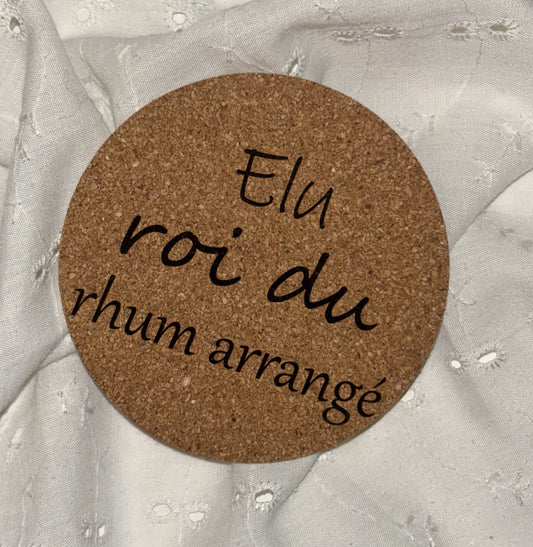 Elu
roi du
rhum arrangé